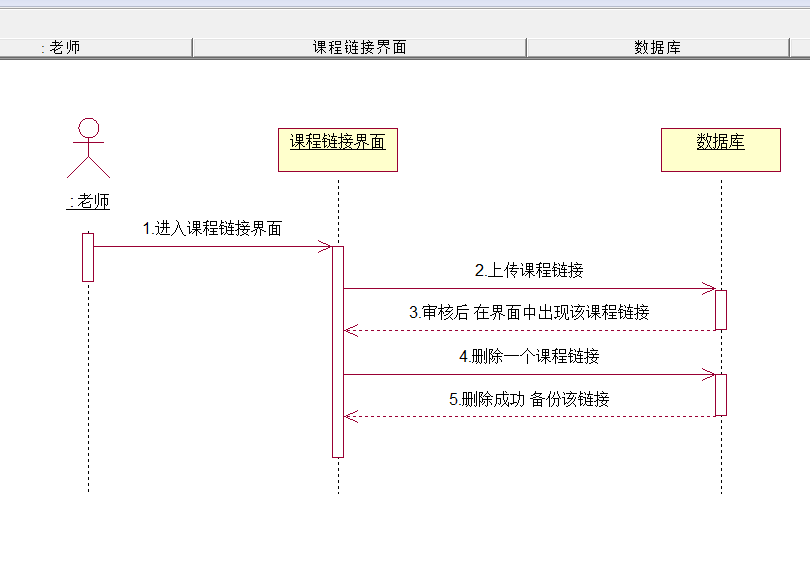 : 老师
课程链接界面
数据库
课程链接界面
数据库
: 老师
1.进入课程链接界面
2.上传课程链接
3.审核后 在界面中出现该课程链接
4.删除一个课程链接
5.删除成功 备份该链接